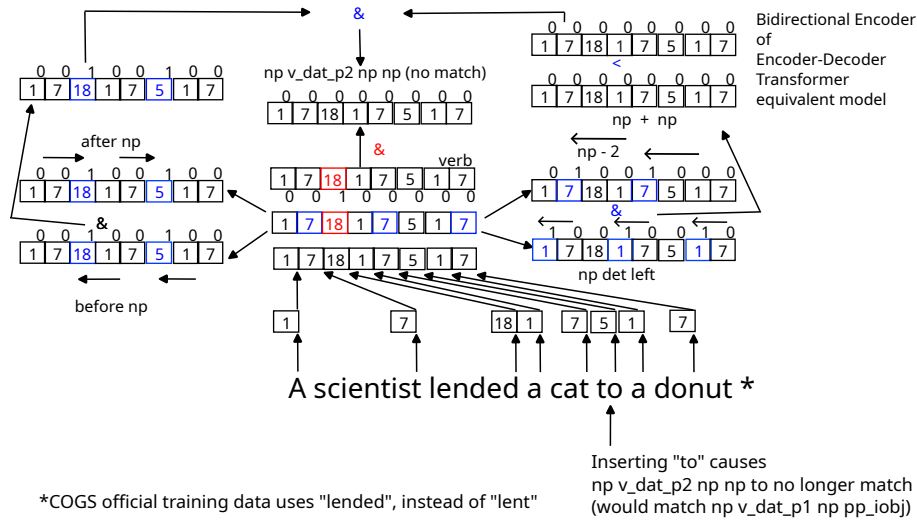 &
0 0 1 0 0 1 0 0
1 7 18 1 7 5 1 7
np v_dat_p2 np np (no match)
0 0 0 0 0 0 0 0
1 7 18 1 7 5 1 7
0 0 0 0 0 0 0 0
1 7 18 1 7 5 1 7
<
0 0 0 0 0 0 0 0
1 7 18 1 7 5 1 7
np + np
Bidirectional Encoder
of
Encoder-Decoder
Transformer
equivalent model
after np
0 0 1 0 0 1 0 0
1 7 18 1 7 5 1 7
&
0 0 1 0 0 1 0 0
1 7 18 1 7 5 1 7
before np
&
verb
1 7 18 1 7 5 1 7
0 0 1 0 0 0 0 0
1 7 18 1 7 5 1 7
1 7 18 1 7 5 1 7
np - 2
0 1 0 0 1 0 0 0
1 7 18 1 7 5 1 7
&
1 0 0 1 0 0 1 0
1 7 18 1 7 5 1 7
np det left
1 7 18 1 7 5 1 7
A scientist lended a cat to a donut *
Inserting "to" causes
np v_dat_p2 np np to no longer match
(would match np v_dat_p1 np pp_iobj)
*COGS official training data uses "lended", instead of "lent"